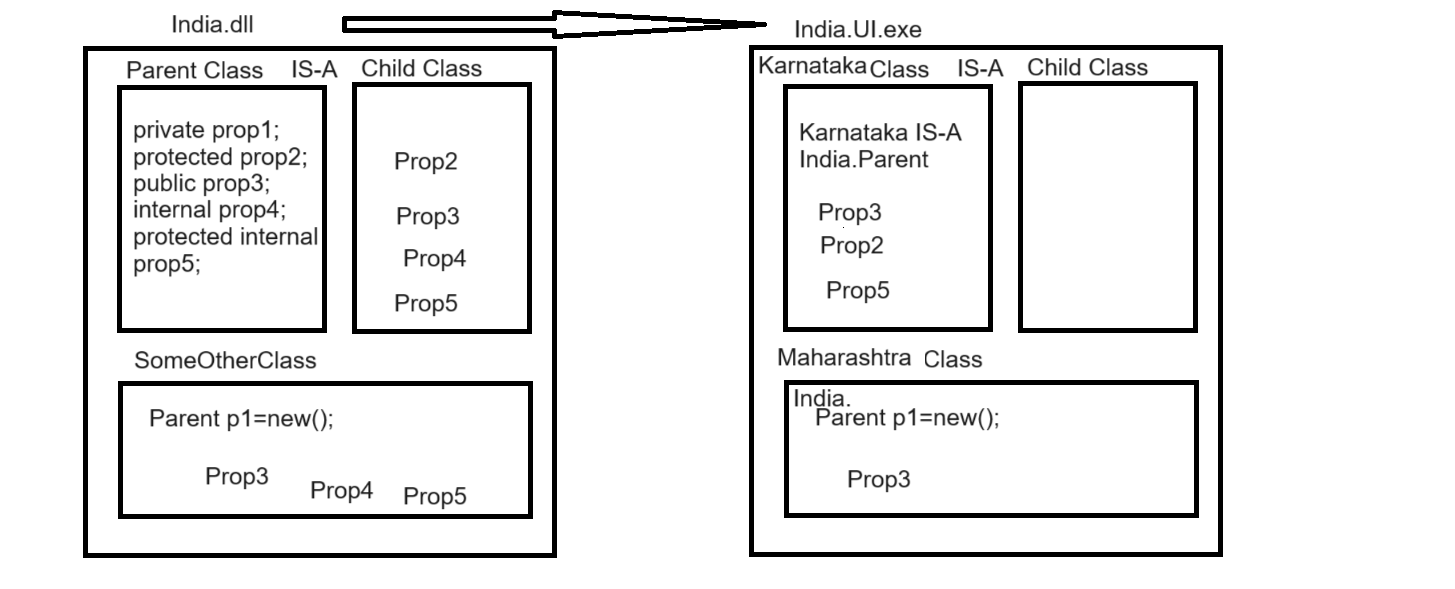 India.dll
India.UI.exe
Parent Class IS-A Child Class
private prop1;
protected prop2;
public prop3;
internal prop4;
protected internal
prop5;
Prop2
Prop3
Prop4
Prop5
SomeOtherClass
Parent p1=new();
Prop3
Prop4
Prop5
Karnataka Class IS-A Child Class
Karnataka IS-A
India.Parent
Prop3
Prop2
Prop5
Maharashtra Class
India.
Parent p1=new();
Prop3